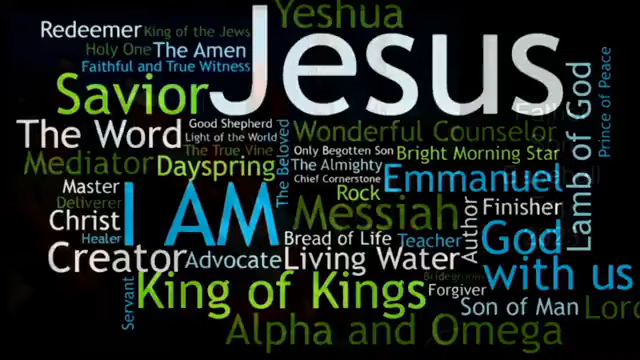 Yeshua
Jesus
Redeemer
King of the Jews
Holy One
The Amen
Faithful and True Witness
Savior
Good Shepherd
The Word
Light of the World
Wonderful Counselor
Lamb of God
Prince of Peace
The True Vine
The Beloved
Only Begotten Son
Bright Morning Star
Mediator
Dayspring
The Almighty
Chief Cornerstone
Emmanuel
Master
Rock
Deliverer
I AM
Messiah
Author
Finisher
Christ
Healer
Bread of Life
Teacher
God
with us
Creator
Advocate
Living Water
Servant
King of Kings
Bridegroom
Forgiver
Son of Man
Lord
Alpha and Omega